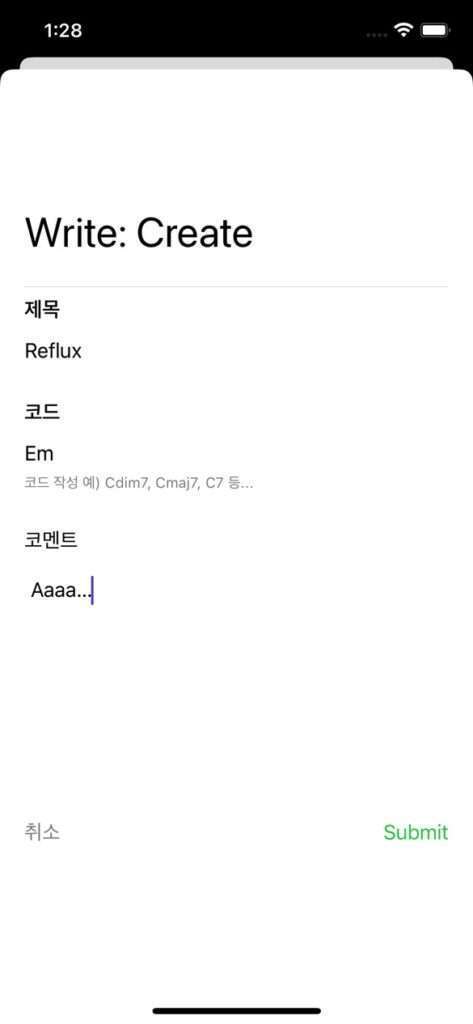 1:28
Write: Create
제목
Reflux
코드
Em
코드 작성 예) Cdim7, Cmaj7, C7 등...
코멘트
Aaaa...
취소
Submit